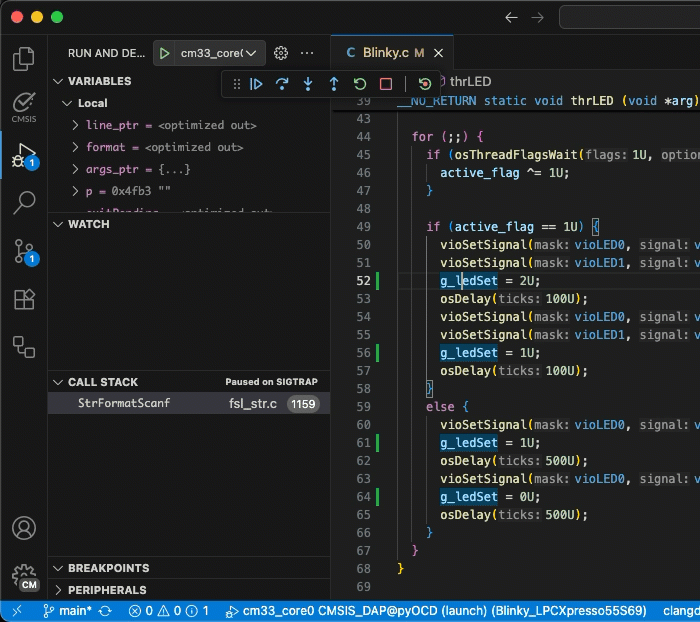 RUN AND DE...
cm33_core(
Blinky.c M
CMSIS
VARIABLES
Local
line_ptr = <optimized out>
format = <optimized out>
args_ptr = {...}
p = 0x4fb3 ""
WATCH
CALL STACK
Paused on SIGTRAP
StrFormatScanf
fsl_str.c
1159
BREAKPOINTS
PERIPHERALS
1
1
CM
thrLED
39 __NO_RETURN static void thrLED (void *arg)
43
44 for (;;) {
45 if (osThreadFlagsWait(flags: 1U, optio
46 active_flag ^= 1U;
47 }
48
49 if (active_flag == 1U) {
50 vioSetSignal(mask: vioLED0, signal: v
51 vioSetSignal(mask: vioLED1, signal: v
52 g_ledSet = 2U;
53 osDelay(ticks: 100U);
54 vioSetSignal(mask: vioLED0, signal: v
55 vioSetSignal(mask: vioLED1, signal: v
56 g_ledSet = 1U;
57 osDelay(ticks: 100U);
58 }
59 else {
60 vioSetSignal(mask: vioLED0, signal: v
61 g_ledSet = 1U;
62 osDelay(ticks: 500U);
63 vioSetSignal(mask: vioLED0, signal: v
64 g_ledSet = 0U;
65 osDelay(ticks: 500U);
66 }
67 }
68 }
69
main* 0 0 1 cm33_core0 CMSIS_DAP@pyOCD (launch) (Blinky_LPCXpresso55S69) clangd